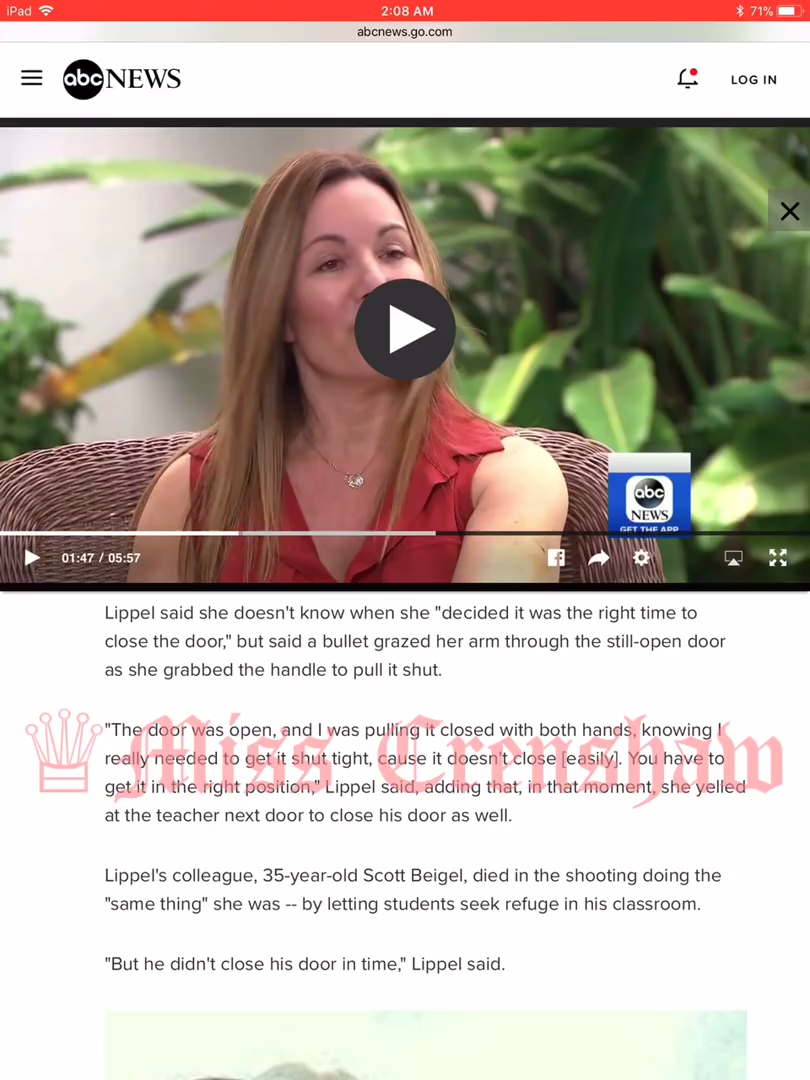 iPad 2:08 AM 71%
abcnews.go.com
abc NEWS LOG IN
abc
NEWS
GET THE APP
01:47 / 05:57
Lippel said she doesn't know when she "decided it was the right time to
close the door," but said a bullet grazed her arm through the still-open door
as she grabbed the handle to pull it shut.
"The door was open, and I was pulling it closed with both hands, knowing I
really needed to get it shut tight, cause it doesn't close [easily]. You have to
get it in the right position," Lippel said, adding that, in that moment, she yelled
at the teacher next door to close his door as well.
Miss Crenshaw
Lippel's colleague, 35-year-old Scott Beigel, died in the shooting doing the
"same thing" she was -- by letting students seek refuge in his classroom.
"But he didn't close his door in time," Lippel said.